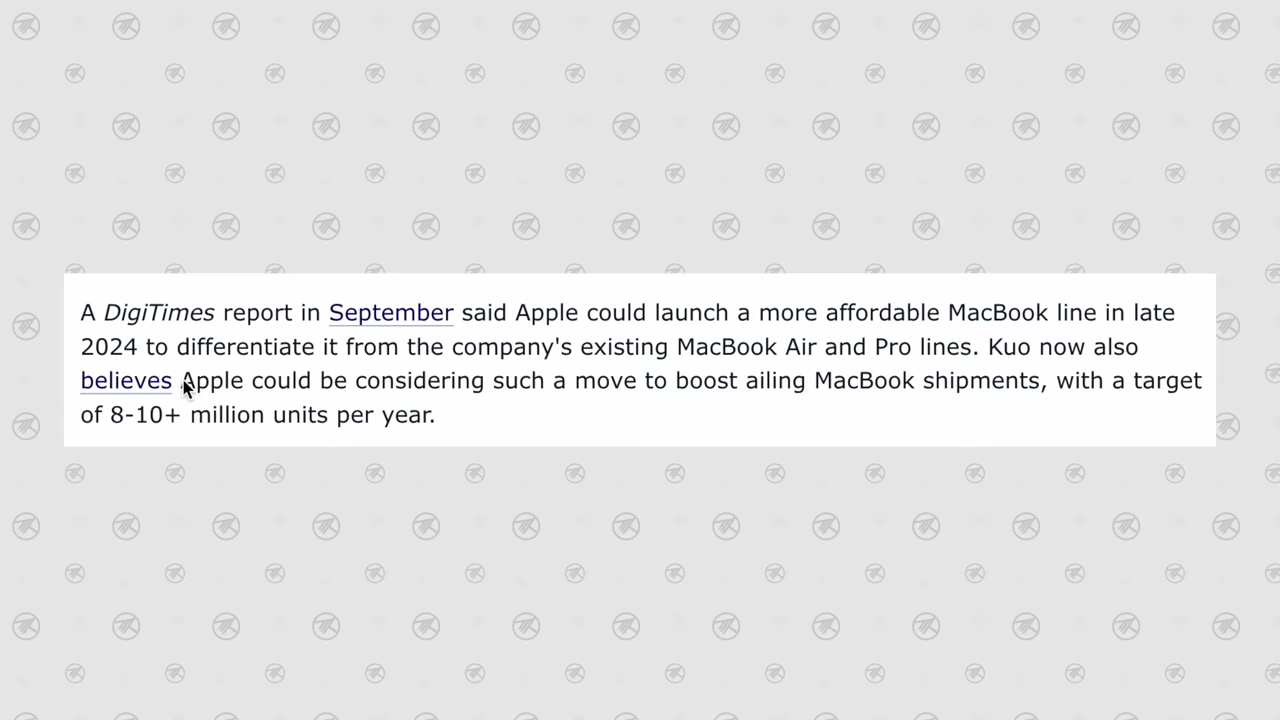 A DigiTimes report in September said Apple could launch a more affordable MacBook line in late
2024 to differentiate it from the company's existing MacBook Air and Pro lines. Kuo now also
believes Apple could be considering such a move to boost ailing MacBook shipments, with a target
of 8-10+ million units per year.